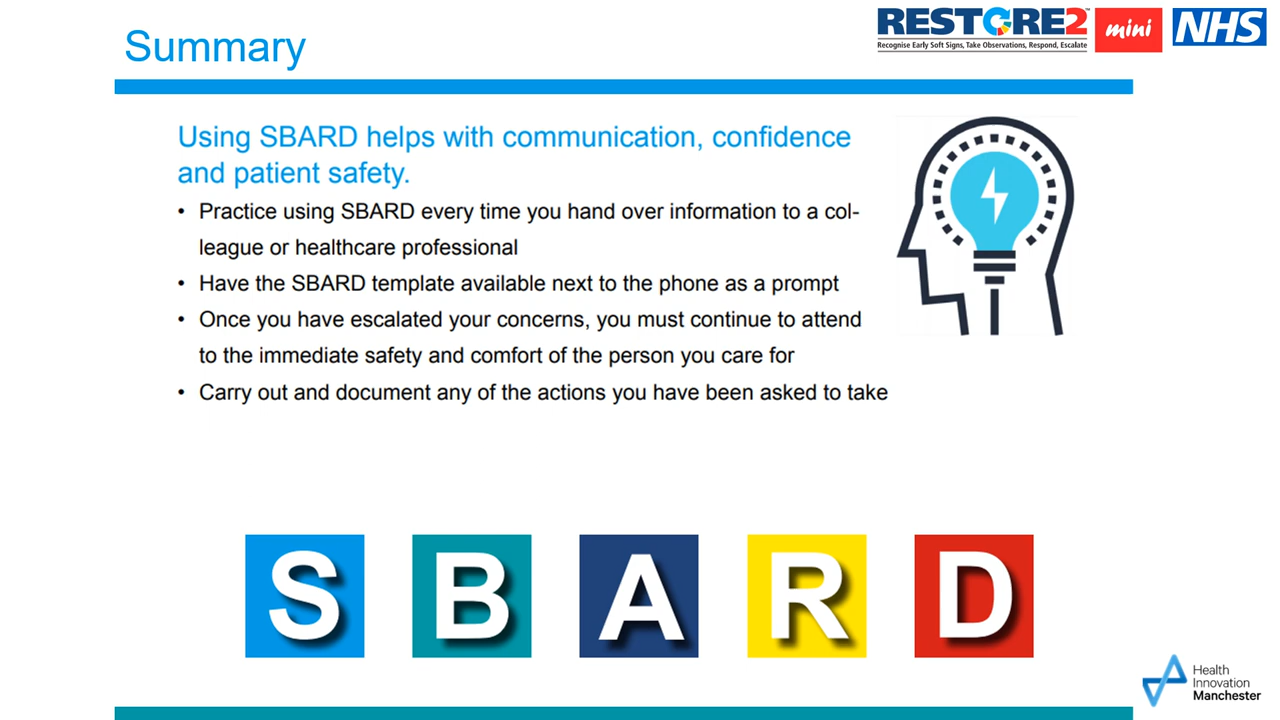 Summary
RESTORE2™
Recognise Early Soft Signs, Take Observations, Respond, Escalate
mini
NHS
Using SBARD helps with communication, confidence
and patient safety.
• Practice using SBARD every time you hand over information to a col-
league or healthcare professional
• Have the SBARD template available next to the phone as a prompt
• Once you have escalated your concerns, you must continue to attend
to the immediate safety and comfort of the person you care for
• Carry out and document any of the actions you have been asked to take
S B A R D
Health
Innovation
Manchester